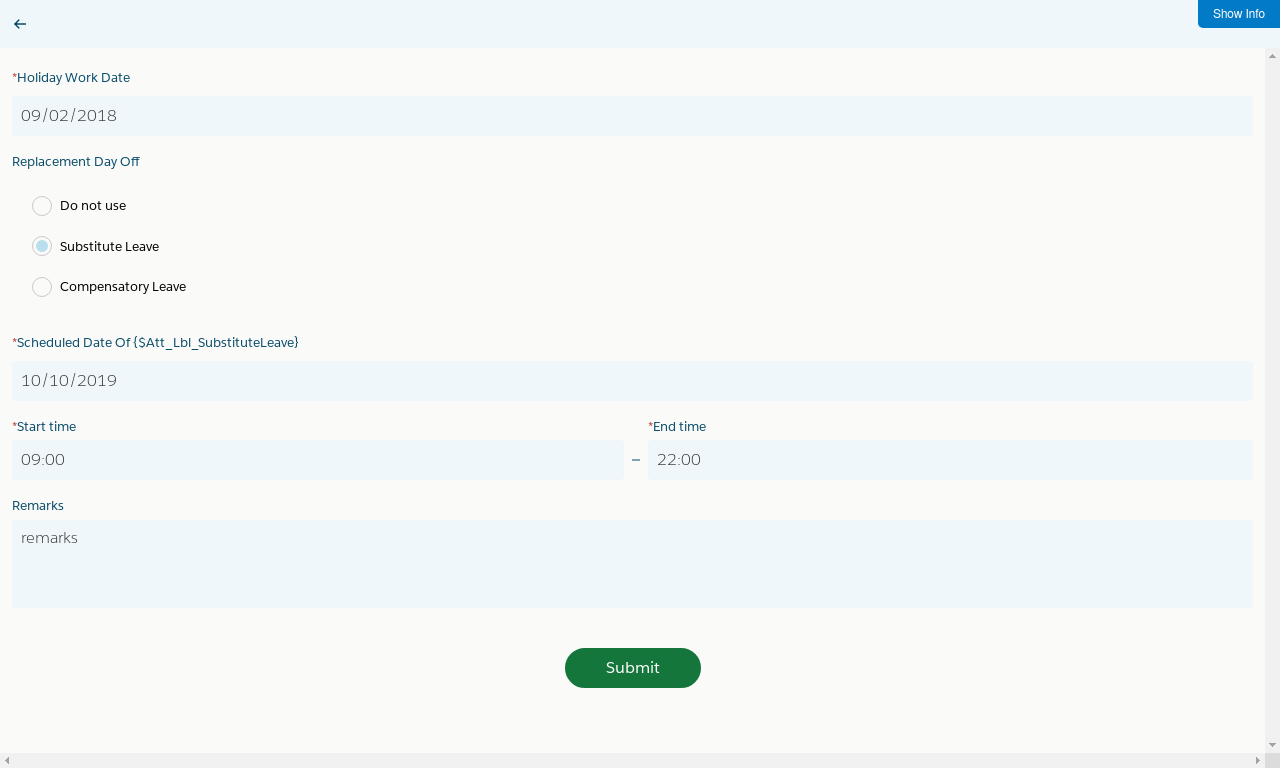 Show Info
*Holiday Work Date
09/02/2018
Replacement Day Off
Do not use
Substitute Leave
Compensatory Leave
*Scheduled Date Of {$Att_Lbl_SubstituteLeave}
10/10/2019
*Start time
*End time
09:00 – 22:00
Remarks
remarks
Submit